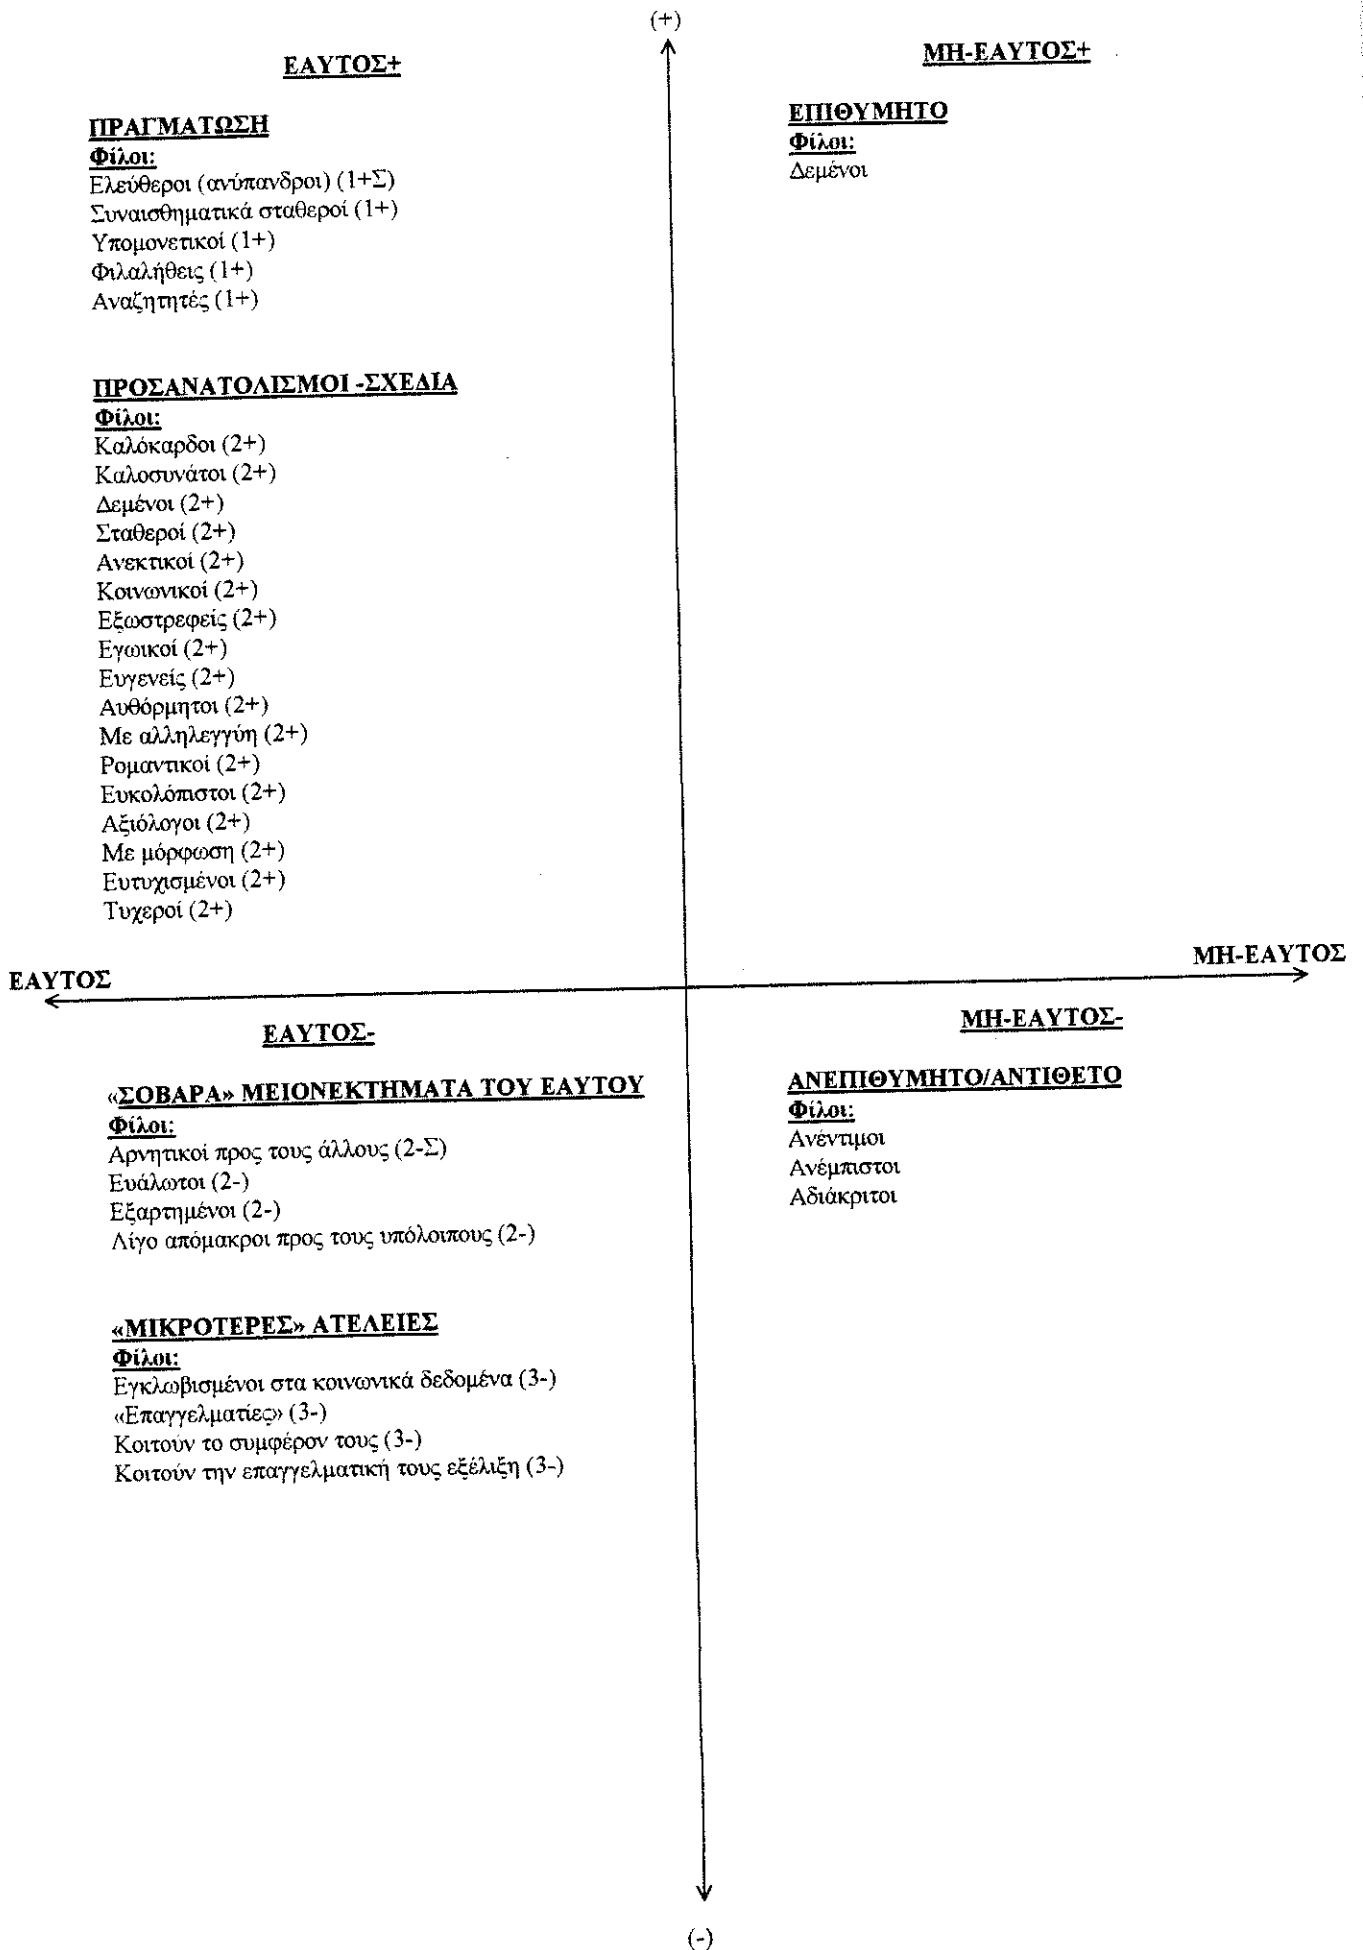 (+)
ΕΑΥΤΟΣ+
ΠΡΑΓΜΑΤΩΣΗ
Φίλοι:
Ελεύθεροι (ανύπανδροι) (1+Σ)
Συναισθηματικά σταθεροί (1+)
Υπομονετικοί (1+)
Φιλαλήθεις (1+)
Αναζητητές (1+)
ΠΡΟΣΑΝΑΤΟΛΙΣΜΟΙ -ΣΧΕΔΙΑ
Φίλοι:
Καλόκαρδοι (2+)
Καλοσυνάτοι (2+)
Δεμένοι (2+)
Σταθεροί (2+)
Ανεκτικοί (2+)
Κοινωνικοί (2+)
Εξωστρεφείς (2+)
Εγωικοί (2+)
Ευγενείς (2+)
Αυθόρμητοι (2+)
Με αλληλεγγύη (2+)
Ρομαντικοί (2+)
Ευκολόπιστοι (2+)
Αξιόλογοι (2+)
Με μόρφωση (2+)
Ευτυχισμένοι (2+)
Τυχεροί (2+)
ΜΗ-ΕΑΥΤΟΣ+
ΕΠΙΘΥΜΗΤΟ
Φίλοι:
Δεμένοι
ΕΑΥΤΟΣ
ΜΗ-ΕΑΥΤΟΣ
ΕΑΥΤΟΣ-
«ΣΟΒΑΡΑ» ΜΕΙΟΝΕΚΤΗΜΑΤΑ ΤΟΥ ΕΑΥΤΟΥ
Φίλοι:
Αρνητικοί προς τους άλλους (2-Σ)
Ευάλωτοι (2-)
Εξαρτημένοι (2-)
Λίγο απόμακροι προς τους υπόλοιπους (2-)
«ΜΙΚΡΟΤΕΡΕΣ» ΑΤΕΛΕΙΕΣ
Φίλοι:
Εγκλωβισμένοι στα κοινωνικά δεδομένα (3-)
«Επαγγελματίες» (3-)
Κοιτούν το συμφέρον τους (3-)
Κοιτούν την επαγγελματική τους εξέλιξη (3-)
ΜΗ-ΕΑΥΤΟΣ-
ΑΝΕΠΙΘΥΜΗΤΟ/ΑΝΤΙΘΕΤΟ
Φίλοι:
Ανέντιμοι
Ανέμπιστοι
Αδιάκριτοι
(-)